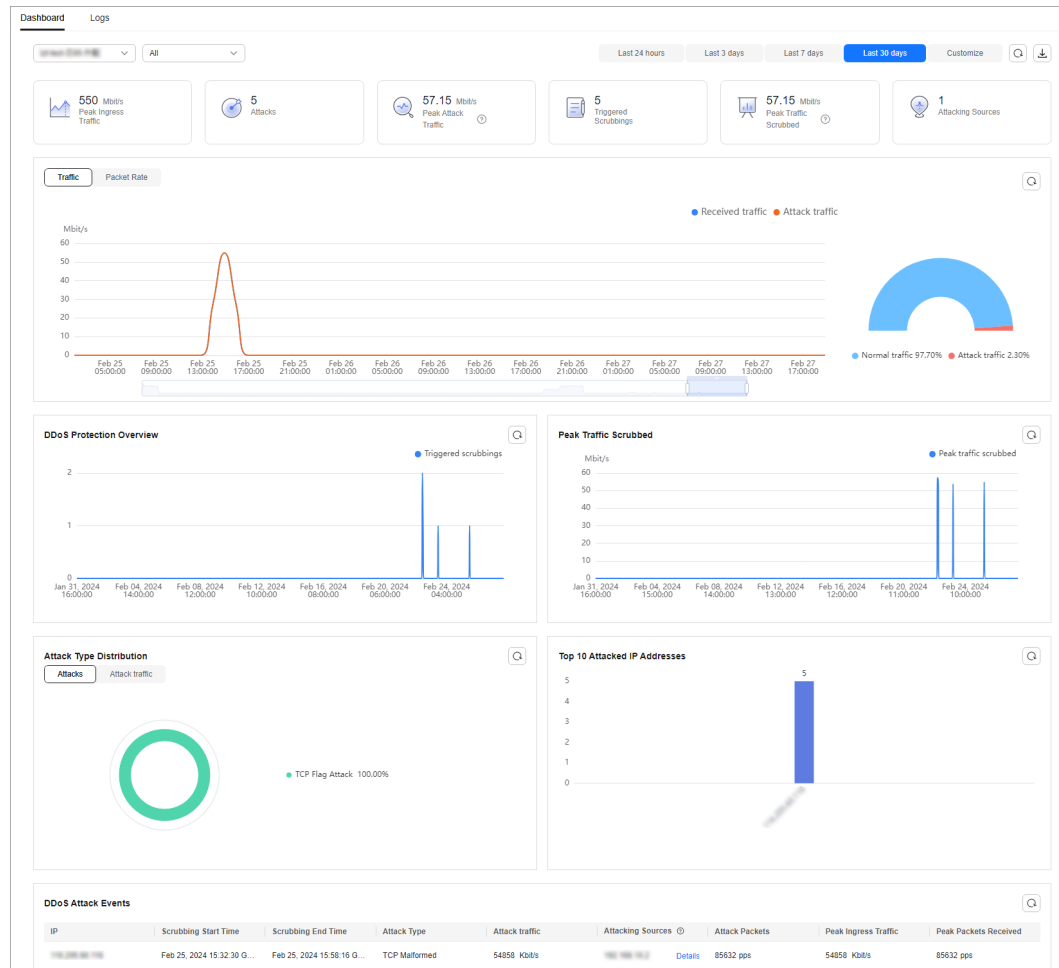 Dashboard Logs
All
Last 24 hours Last 3 days Last 7 days Last 30 days Customize
550 Mbit/s
Peak Ingress
Traffic
5
Attacks
57.15 Mbit/s
Peak Attack
Traffic
5
Triggered
Scrubbings
57.15 Mbit/s
Peak Traffic
Scrubbed
1
Attacking Sources
Traffic Packet Rate
Received traffic Attack traffic
Mbit/s
60
50
40
30
20
10
0
Feb 25 Feb 25 Feb 25 Feb 25 Feb 25 Feb 26 Feb 26 Feb 26 Feb 26 Feb 26 Feb 26 Feb 27 Feb 27 Feb 27 Feb 27 Feb 27
05:00:00 09:00:00 13:00:00 17:00:00 21:00:00 01:00:00 05:00:00 09:00:00 13:00:00 17:00:00 21:00:00 01:00:00 05:00:00 09:00:00 13:00:00 17:00:00
Normal traffic 97.70% Attack traffic 2.30%
DDoS Protection Overview
Triggered scrubbings
2
1
0
Jan 31, 2024 Feb 04, 2024 Feb 08, 2024 Feb 12, 2024 Feb 16, 2024 Feb 20, 2024 Feb 24, 2024
16:00:00 14:00:00 12:00:00 10:00:00 08:00:00 06:00:00 04:00:00
Peak Traffic Scrubbed
Peak traffic scrubbed
Mbit/s
60
50
40
30
20
10
0
Jan 31, 2024 Feb 04, 2024 Feb 08, 2024 Feb 12, 2024 Feb 16, 2024 Feb 20, 2024 Feb 24, 2024
16:00:00 15:00:00 14:00:00 13:00:00 12:00:00 11:00:00 10:00:00
Attack Type Distribution
Attacks Attack traffic
TCP Flag Attack 100.00%
Top 10 Attacked IP Addresses
5
5
4
3
2
1
0
DDoS Attack Events
IP Scrubbing Start Time Scrubbing End Time Attack Type Attack traffic Attacking Sources Attack Packets Peak Ingress Traffic Peak Packets Received
Feb 25, 2024 15:32:30 G... Feb 25, 2024 15:58:16 G... TCP Malformed 54858 Kbit/s Details 85632 pps 54858 Kbit/s 85632 pps